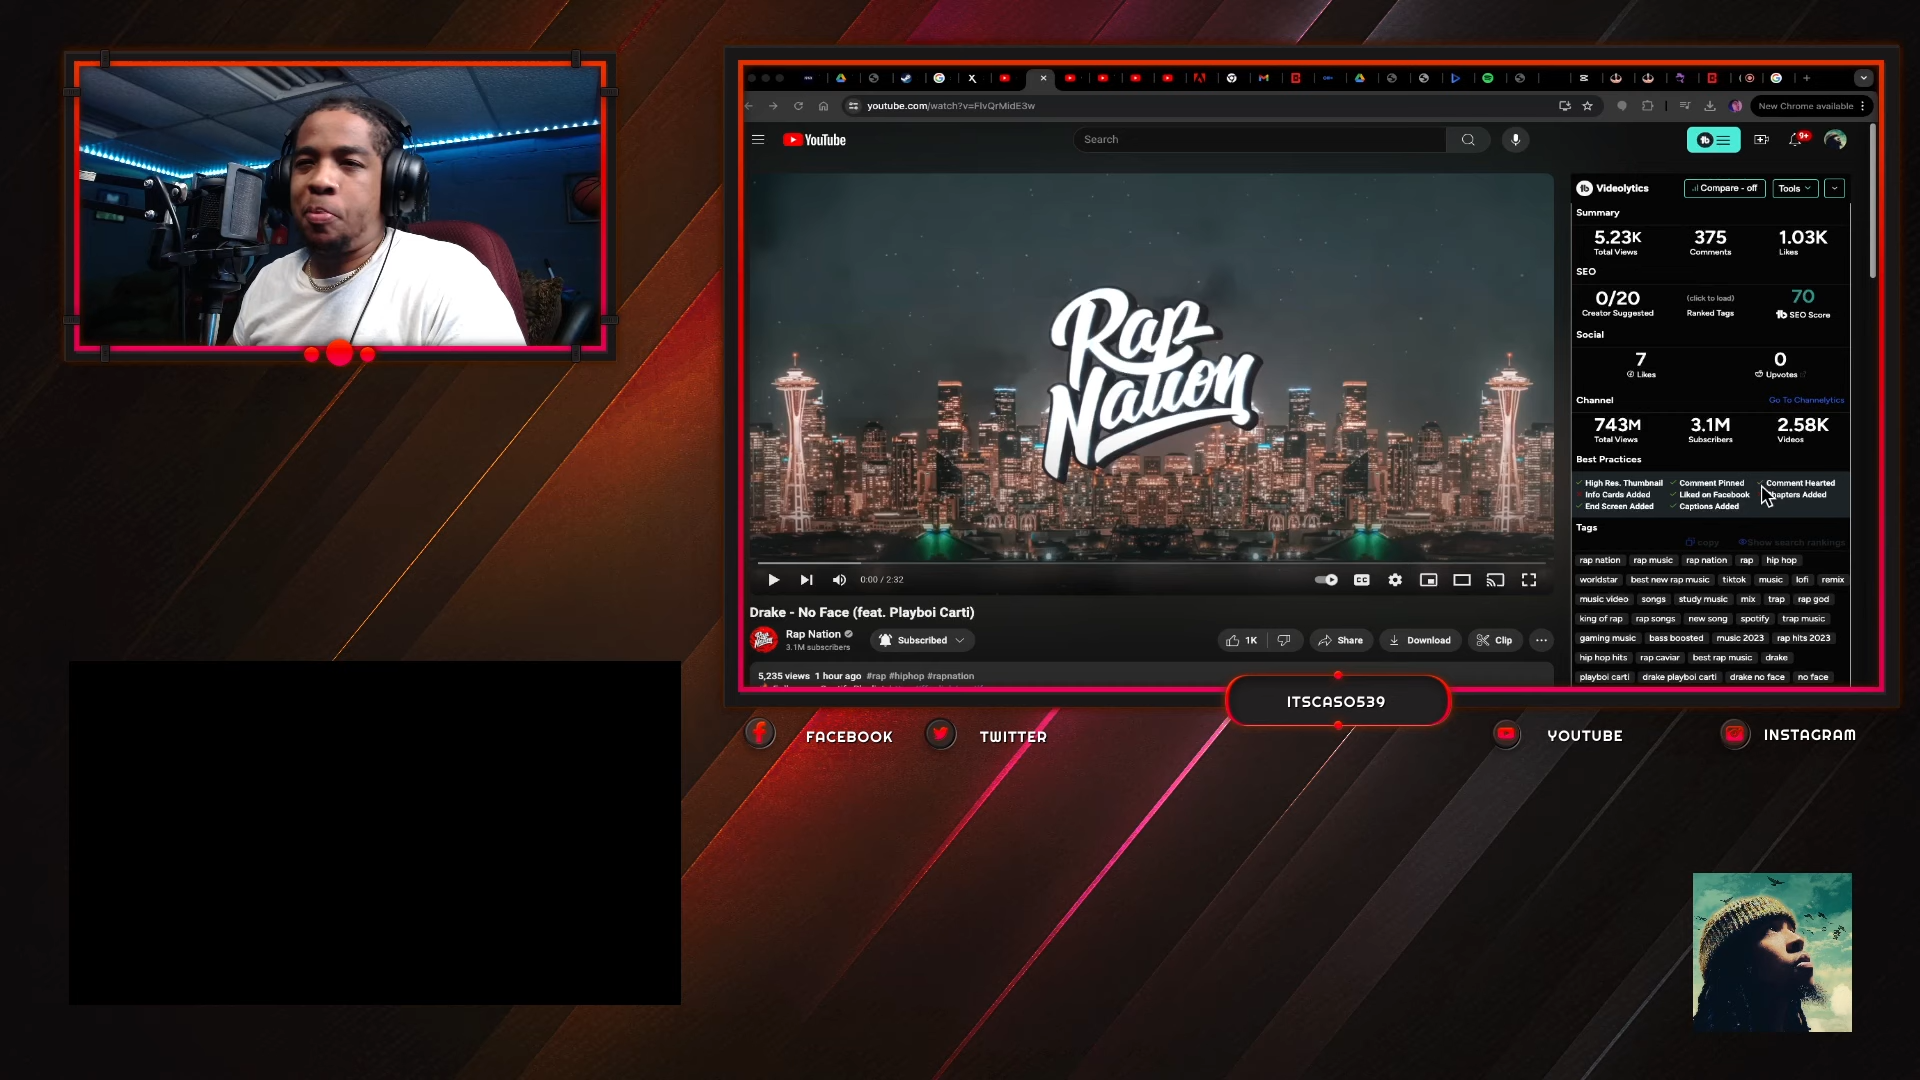 youtube.com/watch?v=FIvQrMidE3w
New Chrome available
YouTube
Search
9+
Rap
Nation
0:00 / 2:32
Drake - No Face (feat. Playboi Carti)
Rap Nation
3.1M subscribers
Subscribed
1K
Share
Download
Clip
5,235 views 1 hour ago #rap #hiphop #rapnation
Videolytics
Compare - off
Tools
Summary
5.23K 375 1.03K
Total Views Comments Likes
SEO
0/20 (click to load) 70
Creator Suggested Ranked Tags SEO Score
Social
7 0
Likes Upvotes
Channel Go To Channelytics
743M 3.1M 2.58K
Total Views Subscribers Videos
Best Practices
High Res. Thumbnail Comment Pinned Comment Hearted
Info Cards Added Liked on Facebook Added
End Screen Added Captions Added
Tags
copy Show search rankings
rap nation rap music rap nation rap hip hop
worldstar best new rap music tiktok music lofi remix
music video songs study music mix trap rap god
king of rap rap songs new song spotify trap music
gaming music bass boosted music 2023 rap hits 2023
hip hop hits rap caviar best rap music drake
playboi carti drake playboi carti drake no face no face
ITSCASO539
FACEBOOK TWITTER YOUTUBE INSTAGRAM